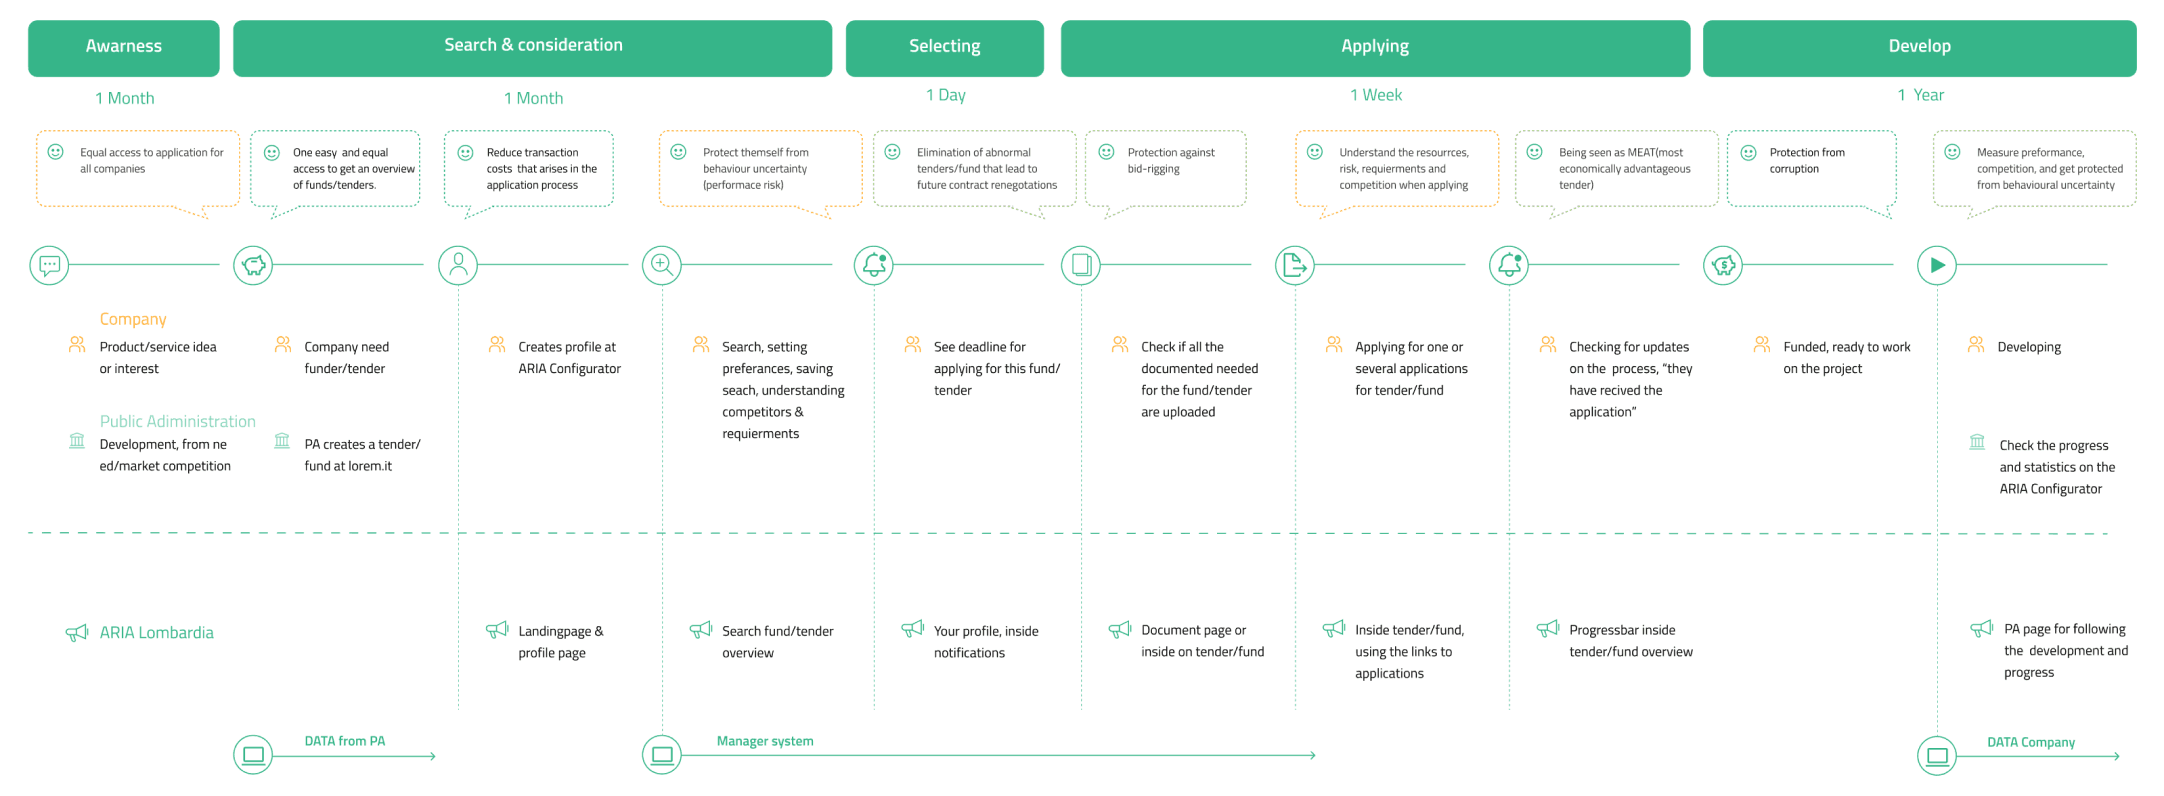 Awarness
Search & consideration
Selecting
Applying
Develop
1 Month
1 Month
1 Day
1 Week
1 Year
Equal access to application for
all companies
One easy and equal
access to get an overview
of funds/tenders.
Reduce transaction
costs that arises in the
application process
Protect themself from
behaviour uncertainty
(performace risk)
Elimination of abnormal
tenders/fund that lead to
future contract renegotations
Protection against
bid-rigging
Understand the resourrces,
risk, requierments and
competition when applying
Being seen as MEAT(most
economically advantageous
tender)
Protection from
corruption
Measure preformance,
competition, and get protected
from behavioural uncertainty
Company
Product/service idea
or interest
Company need
funder/tender
Creates profile at
ARIA Configurator
Search, setting
preferances, saving
seach, understanding
competitors &
requierments
See deadline for
applying for this fund/
tender
Check if all the
documented needed
for the fund/tender
are uploaded
Applying for one or
several applications
for tender/fund
Checking for updates
on the process, “they
have recived the
application”
Funded, ready to work
on the project
Developing
Public Adiministration
Development, from ne
ed/market competition
PA creates a tender/
fund at lorem.it
Check the progress
and statistics on the
ARIA Configurator
ARIA Lombardia
Landingpage &
profile page
Search fund/tender
overview
Your profile, inside
notifications
Document page or
inside on tender/fund
Inside tender/fund,
using the links to
applications
Progressbar inside
tender/fund overview
PA page for following
the development and
progress
DATA from PA
Manager system
DATA Company